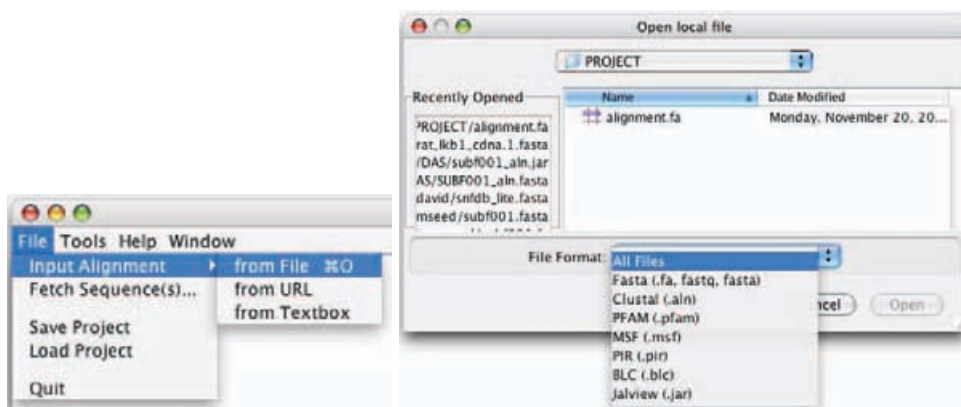 File Tools Help Window
Input Alignment
from File ⌘O
Fetch Sequence(s)...
from URL
from Textbox
Save Project
Load Project
Quit
Open local file
PROJECT
Recently Opened
PROJECT/alignment.fa
rat_lkb1_cdna.1.fasta
/DAS/subf001_aln.jar
AS/SUBF001_aln.fasta
david/snfdb_lite.fasta
mseed/subf001.fasta
Name
Date Modified
alignment.fa
Monday, November 20, 20...
File Format:
All Files
Fasta (.fa, fastq, fasta)
Clustal (.aln)
PFAM (.pfam)
MSF (.msf)
PIR (.pir)
BLC (.blc)
Jalview (.jar)
ncel
Open